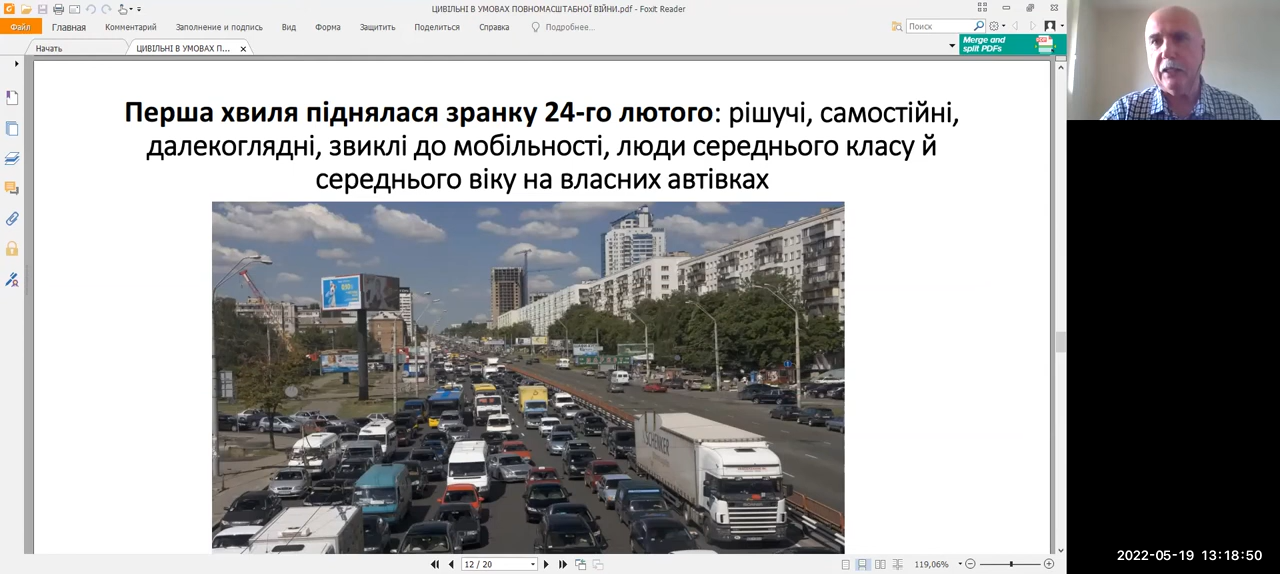 ЦИВІЛЬНІ В УМОВАХ ПОВНОМАСШТАБНОЇ ВІЙНИ.pdf - Foxit Reader
Файл Главная Комментарий Заполнение и подпись Вид Форма Защитить Поделиться Справка Подробнее... Поиск
Начать ЦИВІЛЬНІ В УМОВАХ П...
Merge and
split PDFs
Перша хвиля піднялася зранку 24-го лютого: рішучі, самостійні,
далекоглядні, звиклі до мобільності, люди середнього класу й
середнього віку на власних автівках
SCHENKER
12 / 20 119,06%
2022-05-19 13:18:50